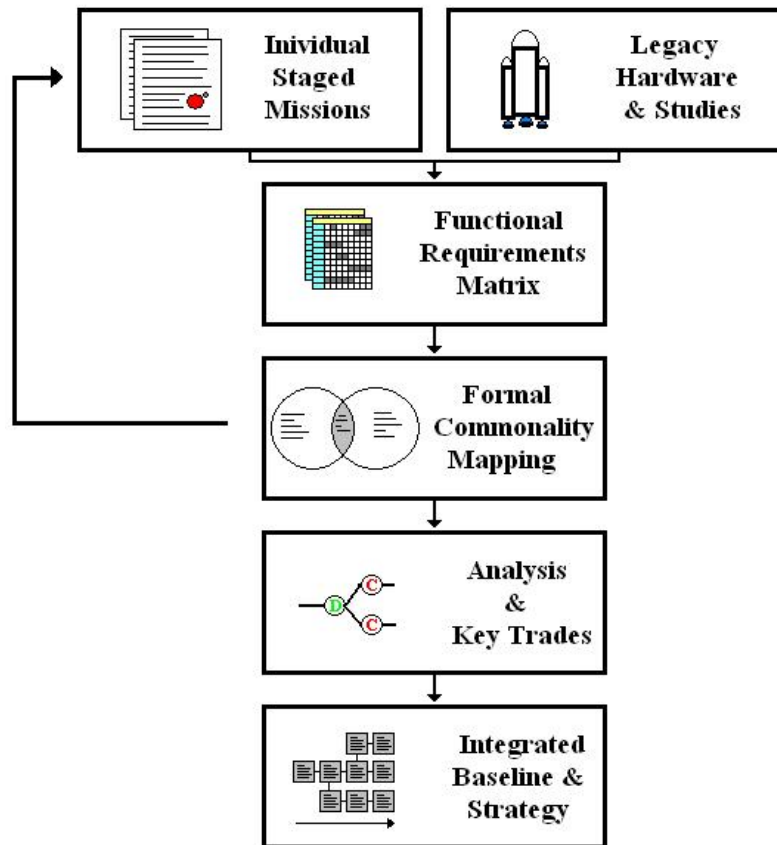 Inividual
Staged
Missions
Legacy
Hardware
& Studies
Functional
Requirements
Matrix
Formal
Commonality
Mapping
D
C
C
Analysis
&
Key Trades
Integrated
Baseline &
Strategy